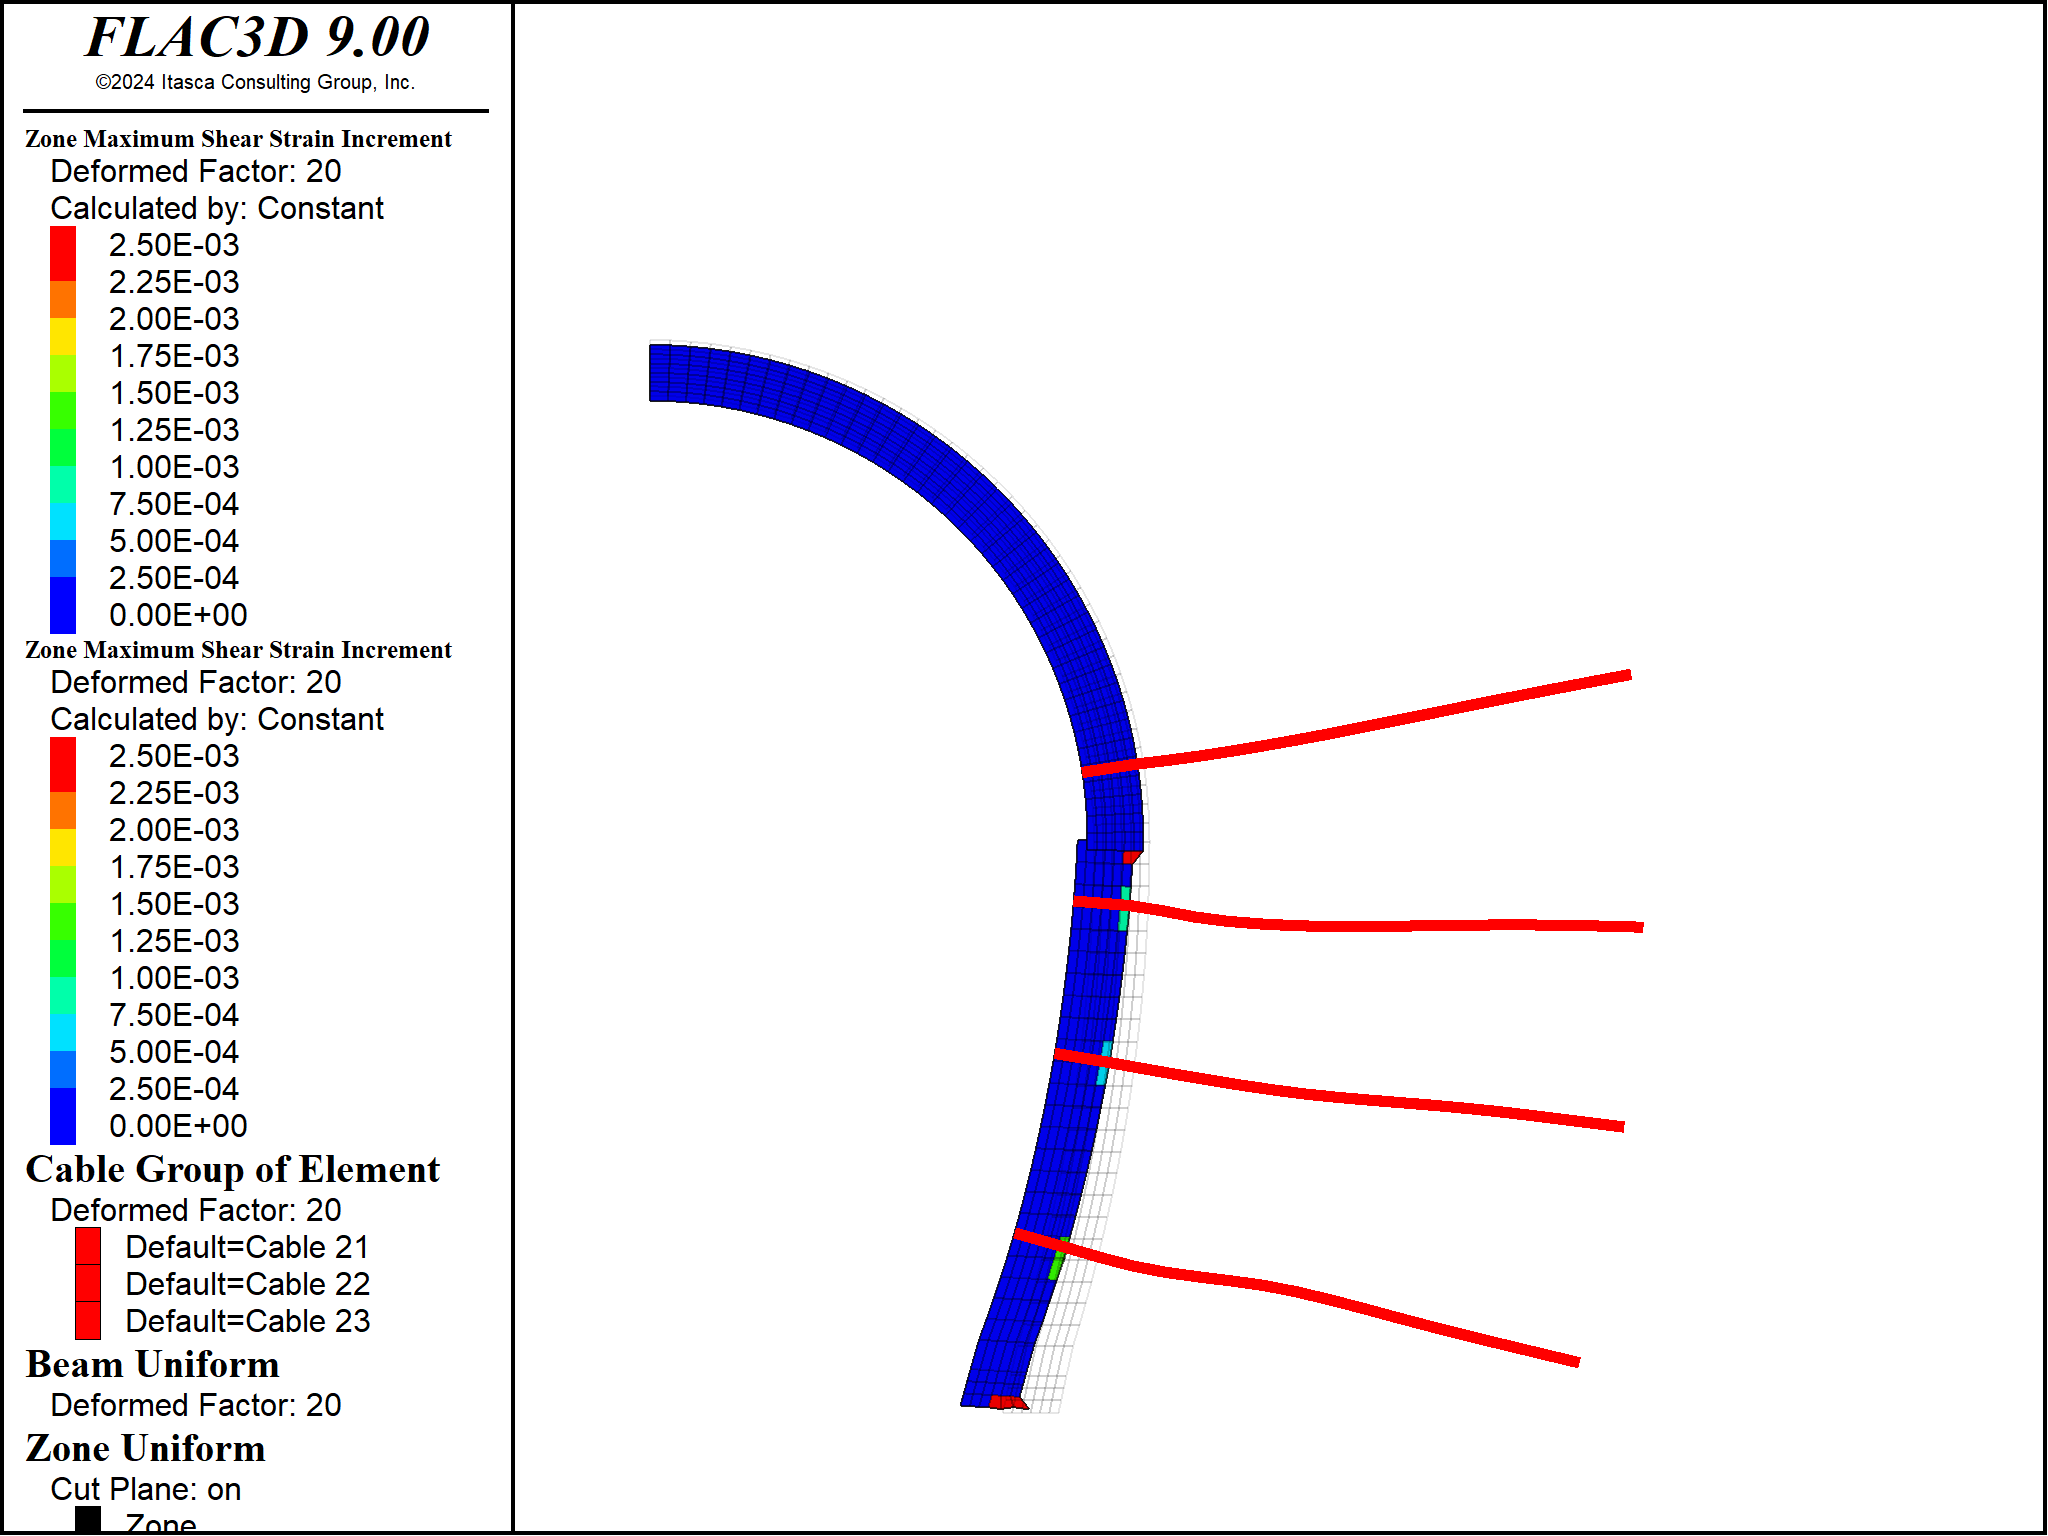 FLAC3D 9.00
©2024 Itasca Consulting Group, Inc.
Zone Maximum Shear Strain Increment
Deformed Factor: 20
Calculated by: Constant
2.50E-03
2.25E-03
2.00E-03
1.75E-03
1.50E-03
1.25E-03
1.00E-03
7.50E-04
5.00E-04
2.50E-04
0.00E+00
Zone Maximum Shear Strain Increment
Deformed Factor: 20
Calculated by: Constant
2.50E-03
2.25E-03
2.00E-03
1.75E-03
1.50E-03
1.25E-03
1.00E-03
7.50E-04
5.00E-04
2.50E-04
0.00E+00
Cable Group of Element
Deformed Factor: 20
Default=Cable 21
Default=Cable 22
Default=Cable 23
Beam Uniform
Deformed Factor: 20
Zone Uniform
Cut Plane: on
Zone